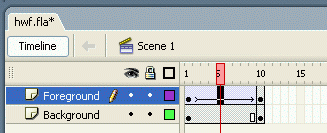 hwf.fla*
Timeline Scene 1
1 5 10 15
Foreground
Background